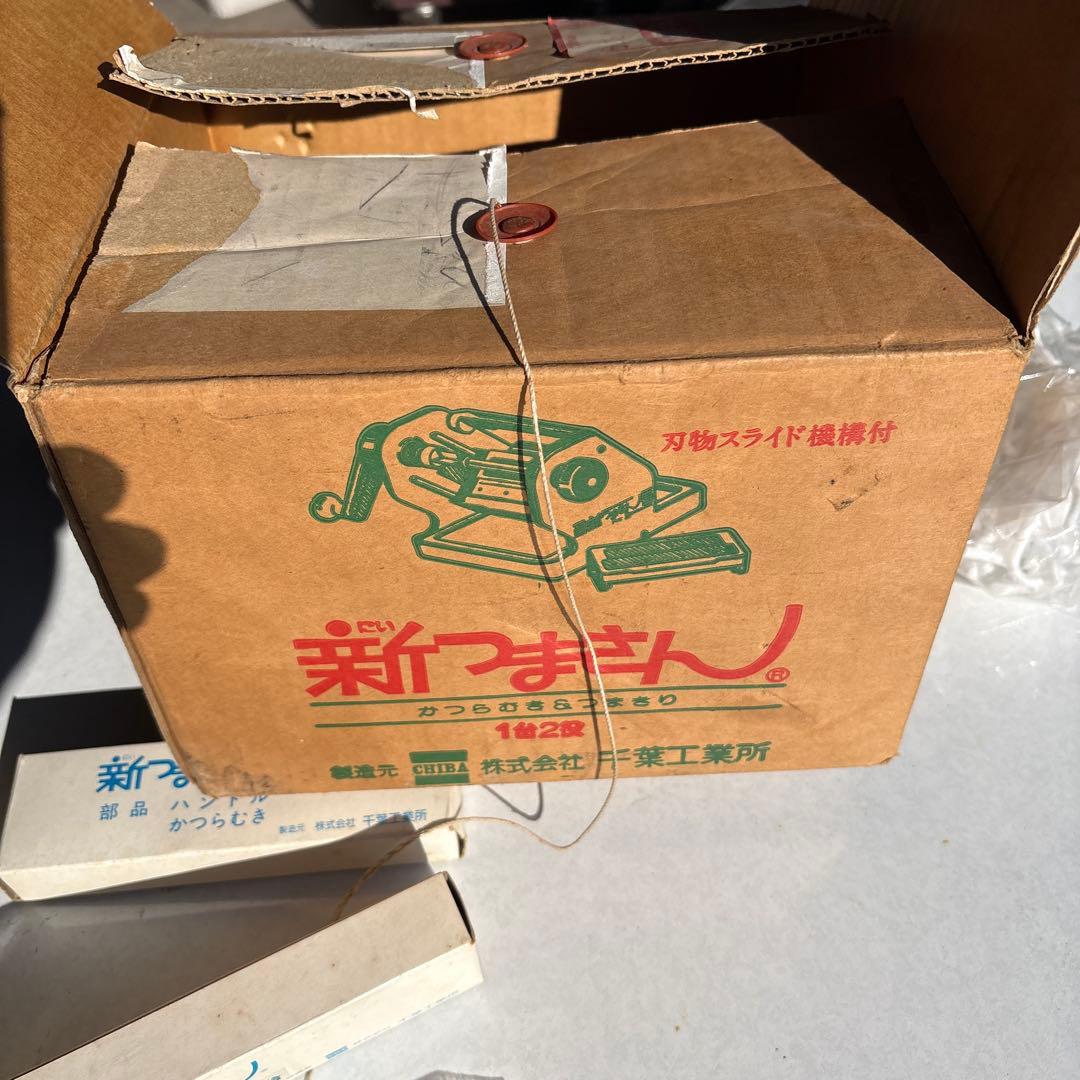 刃物スライド機構付
にい
新つまさん®
かつらむき&つまきり
1台2役
製造元 CHIBA 株式会社 千葉工業所
にい
新つま
部品 ハンドル
かつらむき
製造元 株式会社 千葉工業所